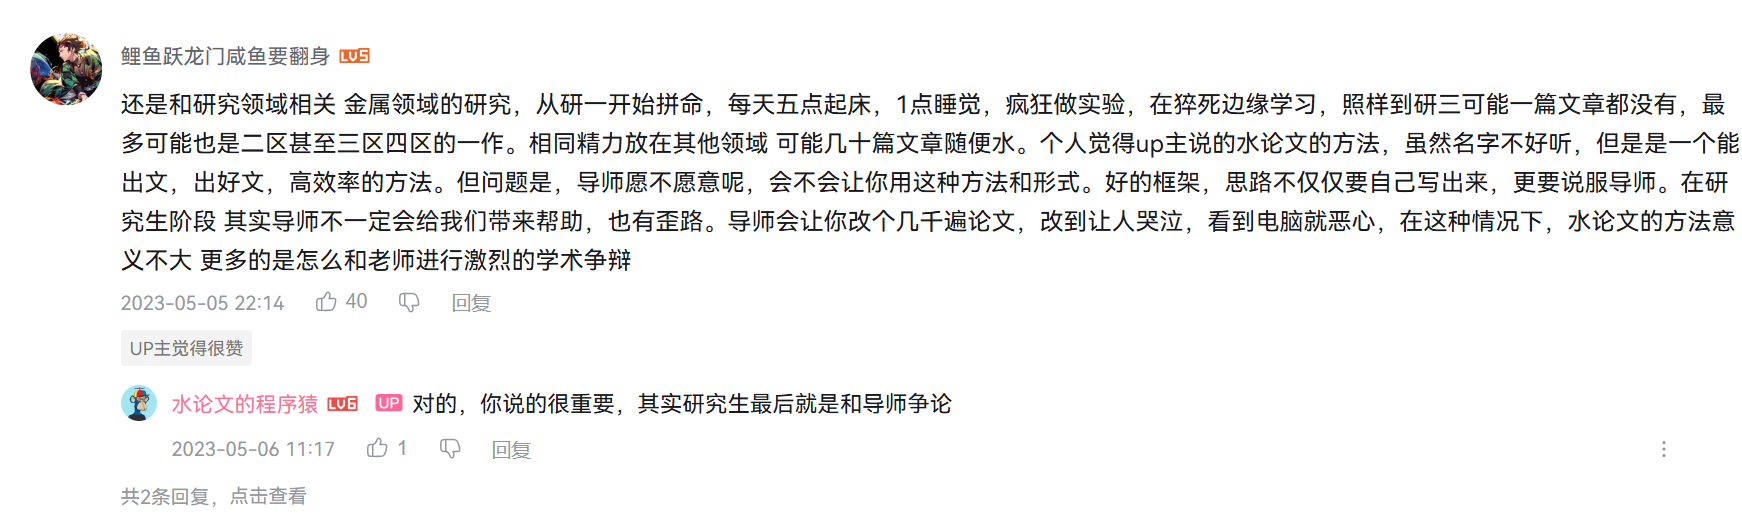 鲤鱼跃龙门咸鱼要翻身 LV5
还是和研究领域相关 金属领域的研究，从研一开始拼命，每天五点起床，1点睡觉，疯狂做实验，在猝死边缘学习，照样到研三可能一篇文章都没有，最
多可能也是二区甚至三区四区的一作。相同精力放在其他领域 可能几十篇文章随便水。个人觉得up主说的水论文的方法，虽然名字不好听，但是是一个能
出文，出好文，高效率的方法。但问题是，导师愿不愿意呢，会不会让你用这种方法和形式。好的框架，思路不仅仅要自己写出来，更要说服导师。在研
究生阶段 其实导师不一定会给我们带来帮助，也有歪路。导师会让你改个几千遍论文，改到让人哭泣，看到电脑就恶心，在这种情况下，水论文的方法意
义不大 更多的是怎么和老师进行激烈的学术争辩
2023-05-05 22:14 40 回复
UP主觉得很赞
水论文的程序猿 LV6 UP 对的，你说的很重要，其实研究生最后就是和导师争论
2023-05-06 11:17 1 回复
共2条回复，点击查看